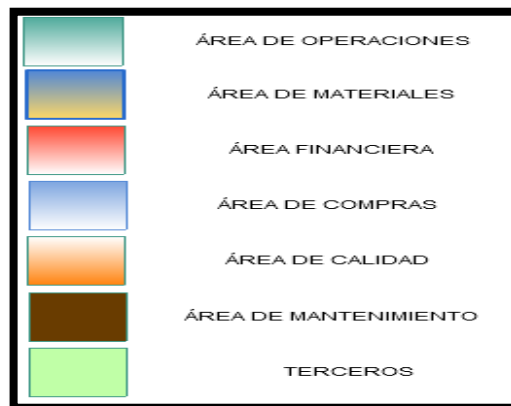 ÁREA DE OPERACIONES
ÁREA DE MATERIALES
ÁREA FINANCIERA
ÁREA DE COMPRAS
ÁREA DE CALIDAD
ÁREA DE MANTENIMIENTO
TERCEROS